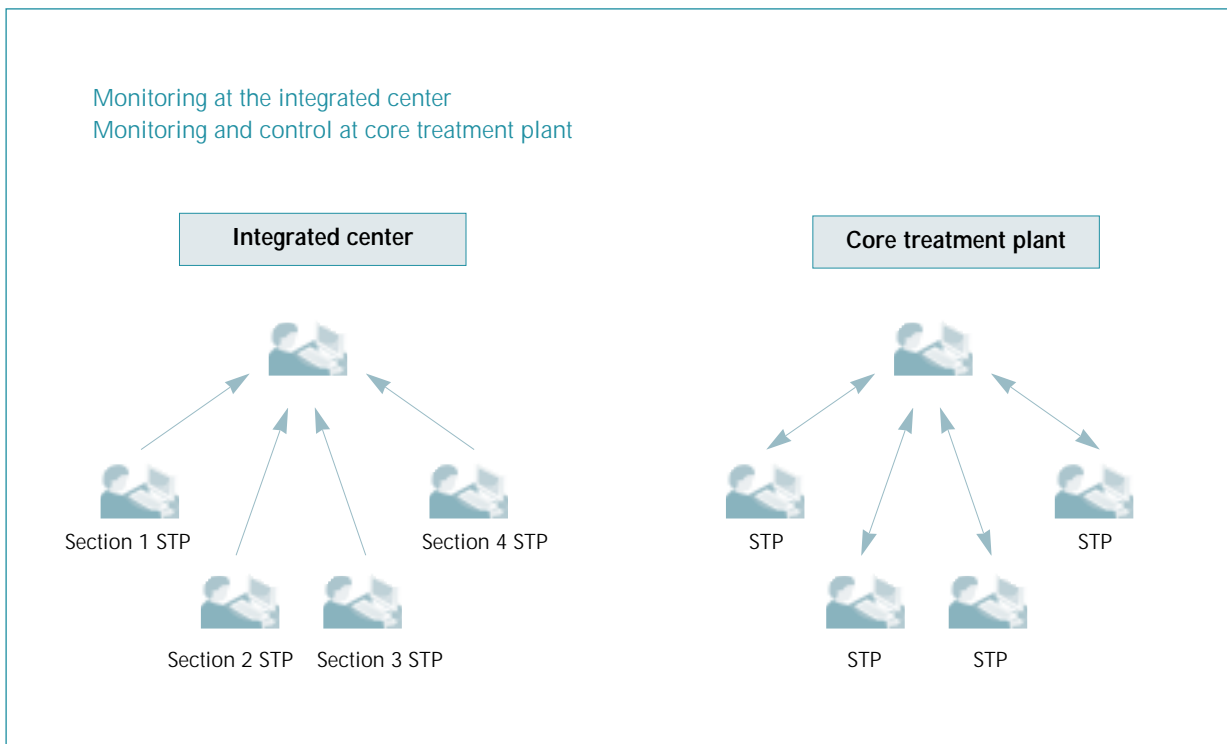 Monitoring at the integrated center
Monitoring and control at core treatment plant
Integrated center
Core treatment plant
Section 1 STP
Section 4 STP
Section 2 STP
Section 3 STP
STP
STP
STP
STP